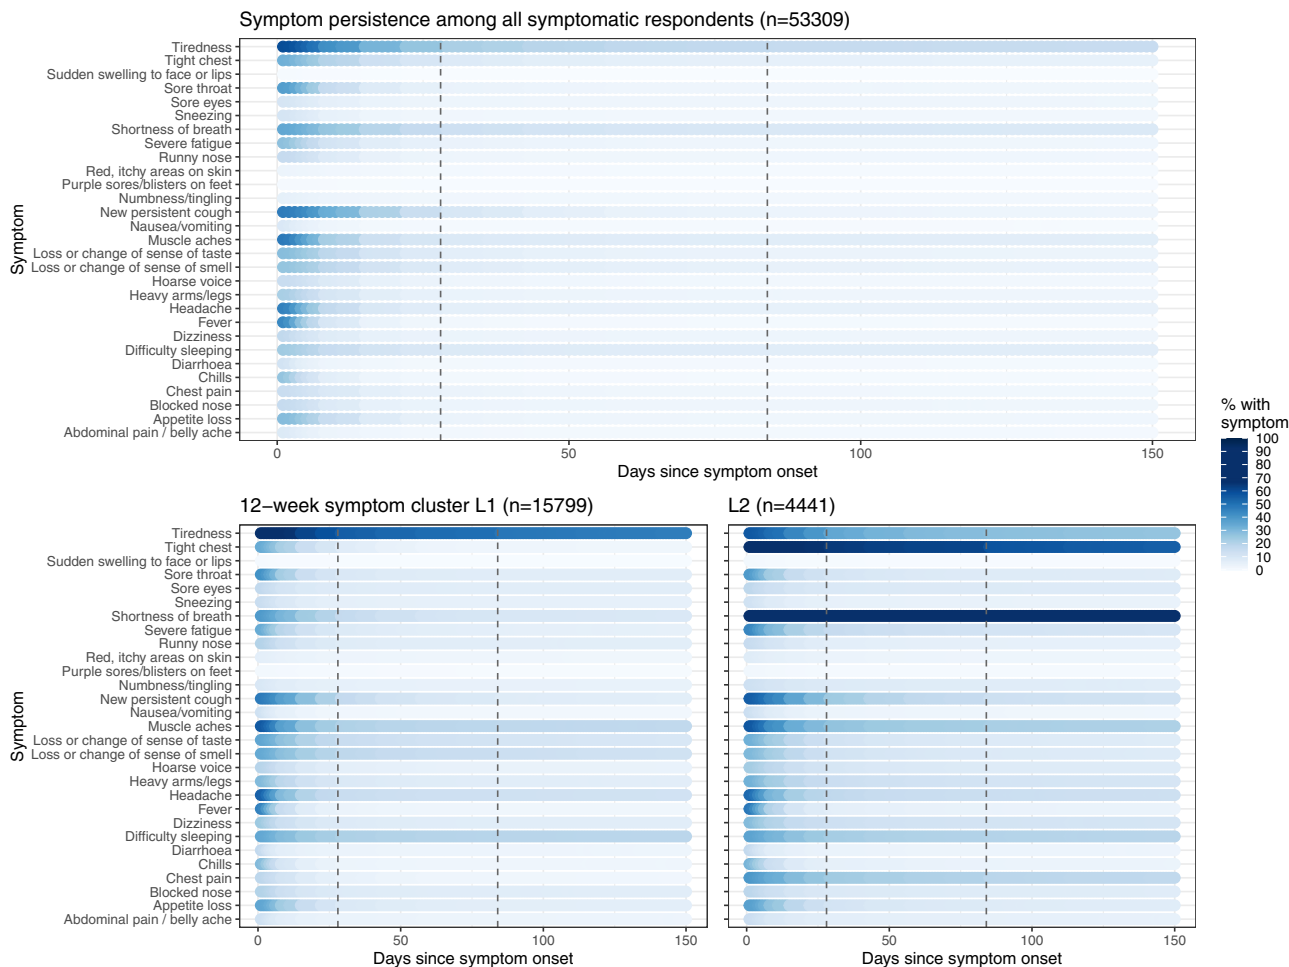 Symptom persistence among all symptomatic respondents (n=53309)
Symptom
Tiredness
Tight chest
Sudden swelling to face or lips
Sore throat
Sore eyes
Sneezing
Shortness of breath
Severe fatigue
Runny nose
Red, itchy areas on skin
Purple sores/blisters on feet
Numbness/tingling
New persistent cough
Nausea/vomiting
Muscle aches
Loss or change of sense of taste
Loss or change of sense of smell
Hoarse voice
Heavy arms/legs
Headache
Fever
Dizziness
Difficulty sleeping
Diarrhoea
Chills
Chest pain
Blocked nose
Appetite loss
Abdominal pain / belly ache
0 50 100 150
Days since symptom onset
% with
symptom
100
90
80
70
60
50
40
30
20
10
0
12−week symptom cluster L1 (n=15799)
Symptom
Tiredness
Tight chest
Sudden swelling to face or lips
Sore throat
Sore eyes
Sneezing
Shortness of breath
Severe fatigue
Runny nose
Red, itchy areas on skin
Purple sores/blisters on feet
Numbness/tingling
New persistent cough
Nausea/vomiting
Muscle aches
Loss or change of sense of taste
Loss or change of sense of smell
Hoarse voice
Heavy arms/legs
Headache
Fever
Dizziness
Difficulty sleeping
Diarrhoea
Chills
Chest pain
Blocked nose
Appetite loss
Abdominal pain / belly ache
0 50 100 150
Days since symptom onset
L2 (n=4441)
0 50 100 150
Days since symptom onset